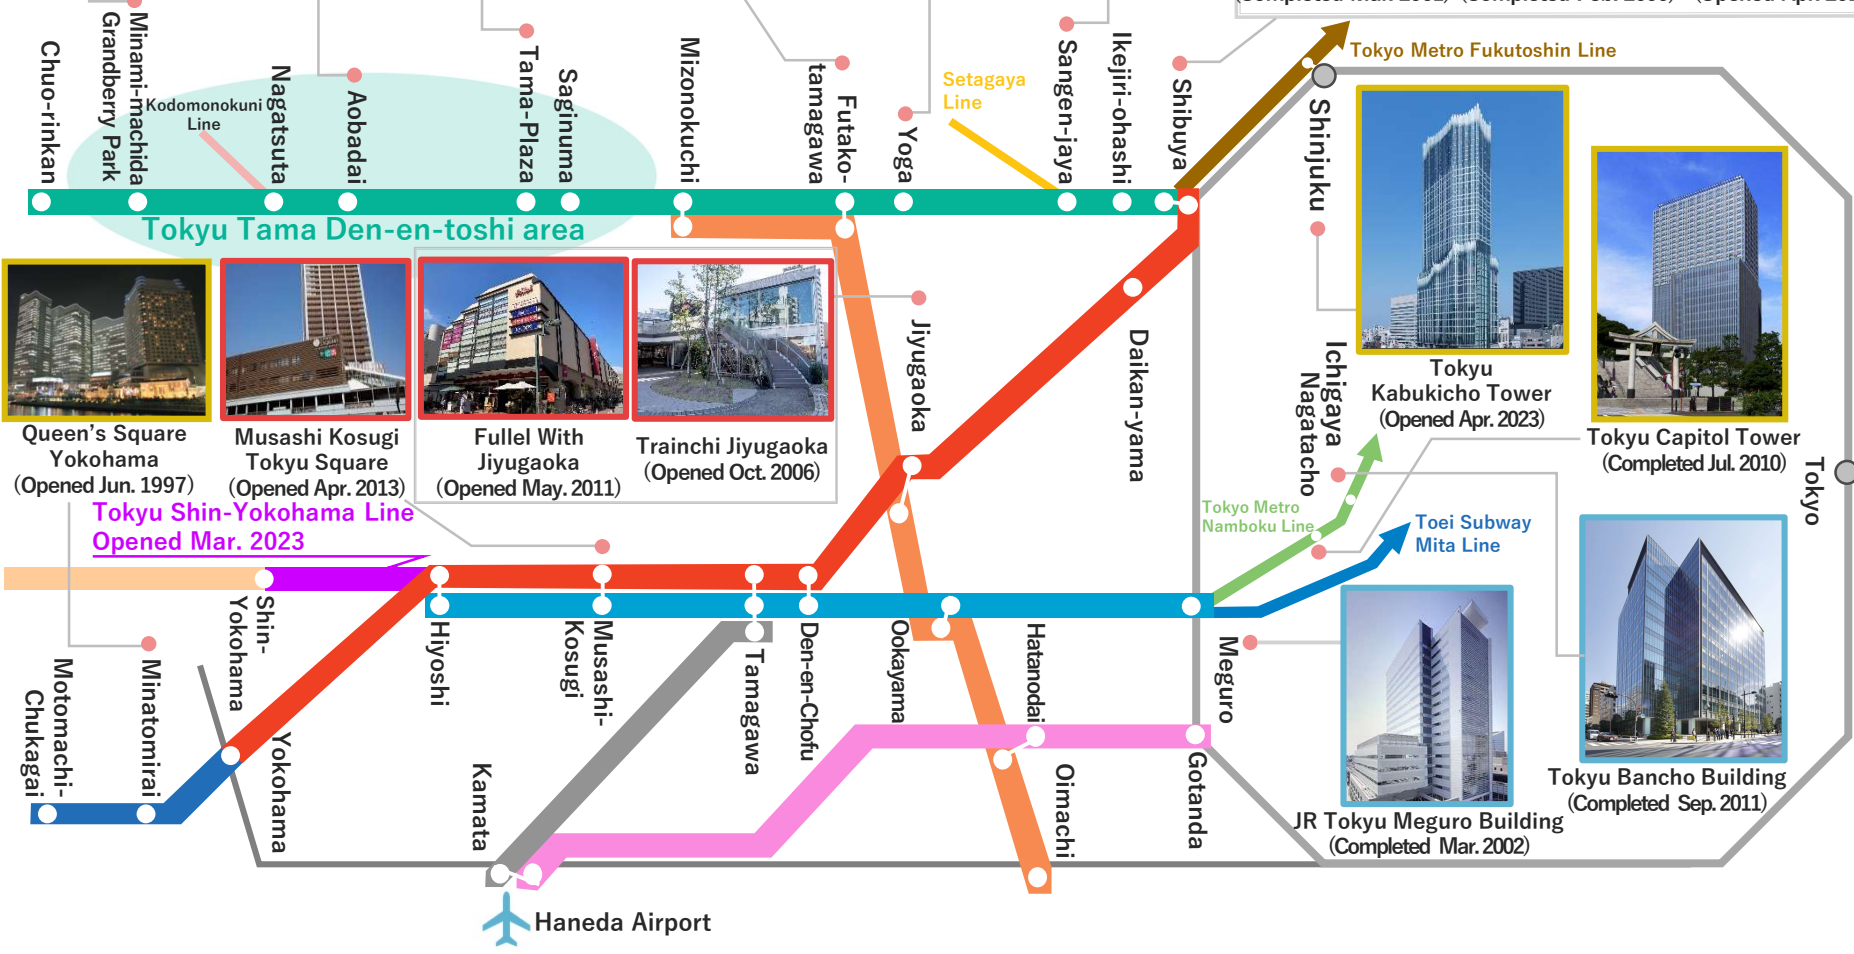 Tokyo Metro Fukutoshin Line
Chuo-rinkan
Minami-machida
Grandberry Park
Kodomonokuni
Line
Nagatsuta
Aobadai
Tama-Plaza
Saginuma
Mizonokuchi
Futako-
tamagawa
Yoga
Setagaya
Line
Sangen-jaya
Ikejiri-ohashi
Shibuya
Shinjuku
Tokyu Tama Den-en-toshi area
Queen's Square
Yokohama
(Opened Jun. 1997)
Musashi Kosugi
Tokyu Square
(Opened Apr. 2013)
Fullel With
Jiyugaoka
(Opened May. 2011)
Trainchi Jiyugaoka
(Opened Oct. 2006)
Jiyugaoka
Daikan-yama
Ichigaya
Nagatacho
Tokyu
Kabukicho Tower
(Opened Apr. 2023)
Tokyu Capitol Tower
(Completed Jul. 2010)
Tokyo
Tokyu Shin-Yokohama Line
Opened Mar. 2023
Tokyo Metro
Namboku Line
Toei Subway
Mita Line
Shin-
Yokohama
Hiyoshi
Musashi-
Kosugi
Tamagawa
Den-en-Chofu
Ookayama
Hatanodai
Meguro
Motomachi-
Chukagai
Minatomirai
Yokohama
Kamata
Oimachi
Gotanda
JR Tokyu Meguro Building
(Completed Mar. 2002)
Tokyu Bancho Building
(Completed Sep. 2011)
Haneda Airport